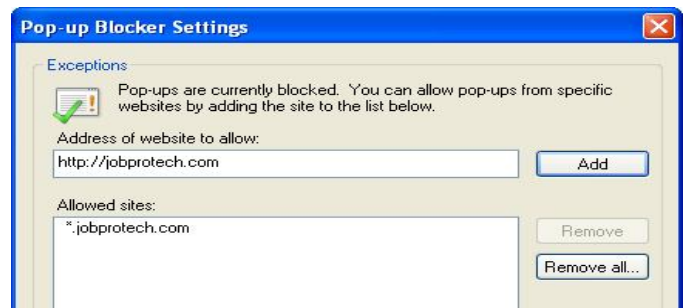 Pop-up Blocker Settings
Exceptions
Pop-ups are currently blocked.  You can allow pop-ups from specific
websites by adding the site to the list below.
Address of website to allow:
http://jobprotech.com
Add
Allowed sites:
*.jobprotech.com
Remove
Remove all...